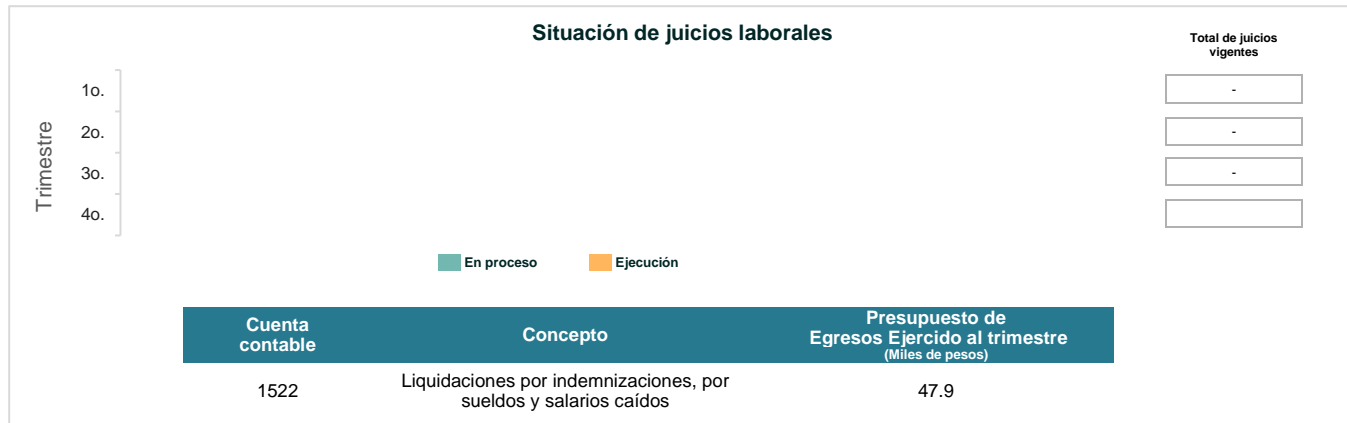 Situación de juicios laborales
Total de juicios
vigentes
Trimestre
1o.
-
2o.
-
3o.
-
4o.
En proceso
Ejecución
Cuenta
contable
Concepto
Presupuesto de
Egresos Ejercido al trimestre
(Miles de pesos)
1522
Liquidaciones por indemnizaciones, por
sueldos y salarios caídos
47.9